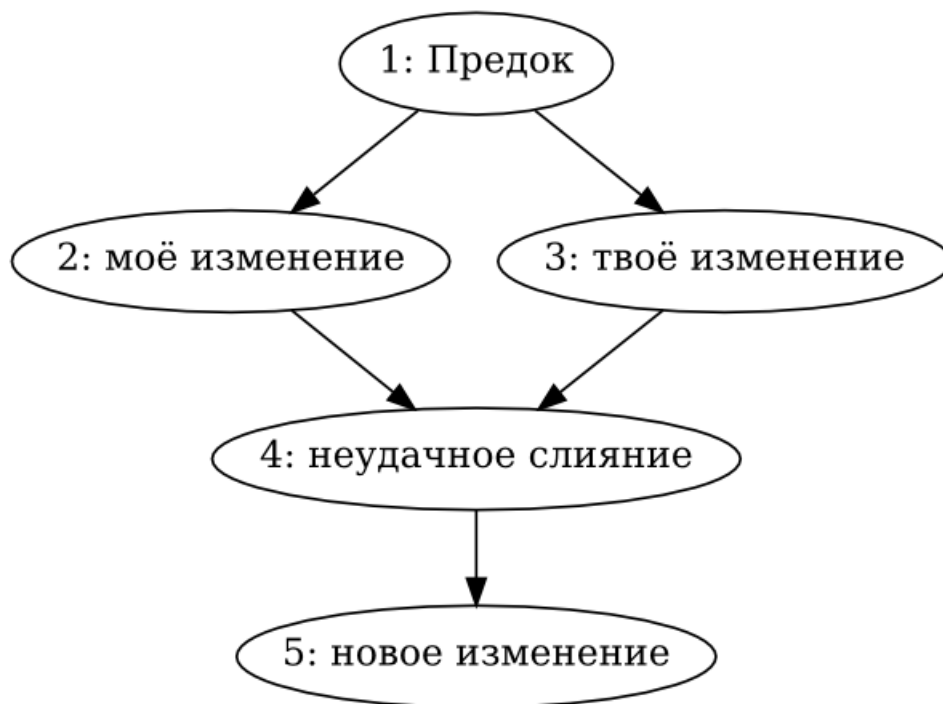 1: Предок
2: моё изменение
3: твоё изменение
4: неудачное слияние
5: новое изменение